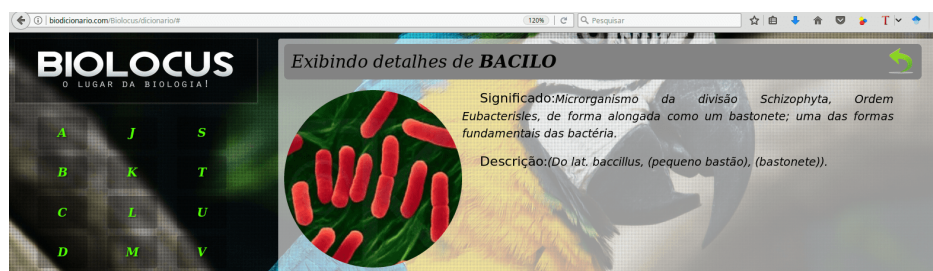 biodicionario.com/Biolocus/dicionario/#
120%
Pesquisar
BIOLOCUS
O LUGAR DA BIOLOGIA!
A J S
B K T
C L U
D M V
Exibindo detalhes de BACILO
Significado:Microrganismo da divisão Schizophyta, Ordem
Eubacterisles, de forma alongada como um bastonete; uma das formas
fundamentais das bactéria.
Descrição:(Do lat. baccillus, (pequeno bastão), (bastonete)).